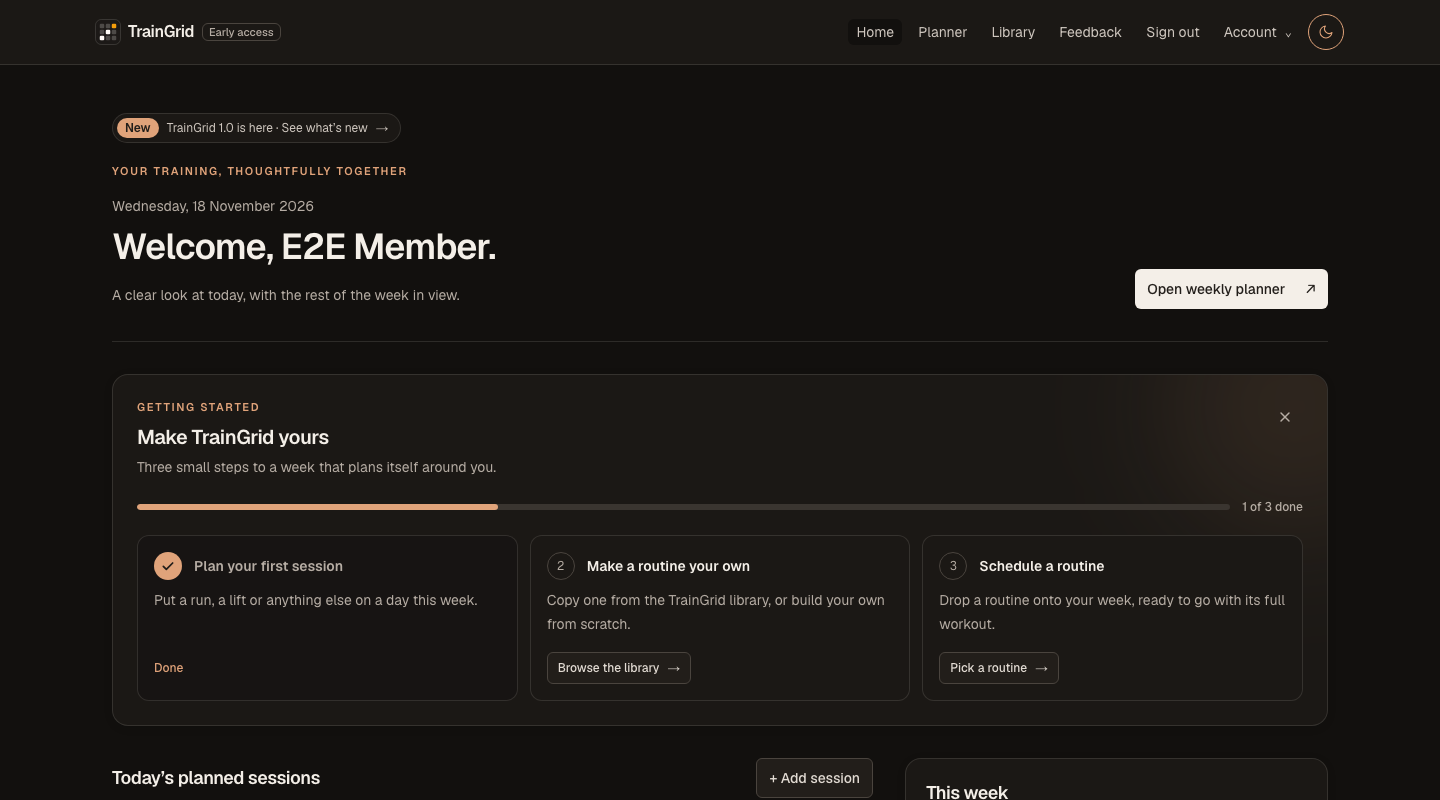 TrainGrid
Early access
Home
Planner
Library
Feedback
Sign out
Account
New
TrainGrid 1.0 is here · See what’s new →
YOUR TRAINING, THOUGHTFULLY TOGETHER
Wednesday, 18 November 2026
Welcome, E2E Member.
A clear look at today, with the rest of the week in view.
Open weekly planner ↗
GETTING STARTED
Make TrainGrid yours
Three small steps to a week that plans itself around you.
1 of 3 done
Plan your first session
Put a run, a lift or anything else on a day this week.
Done
2
Make a routine your own
Copy one from the TrainGrid library, or build your own
from scratch.
Browse the library →
3
Schedule a routine
Drop a routine onto your week, ready to go with its full
workout.
Pick a routine →
Today’s planned sessions
+ Add session
This week